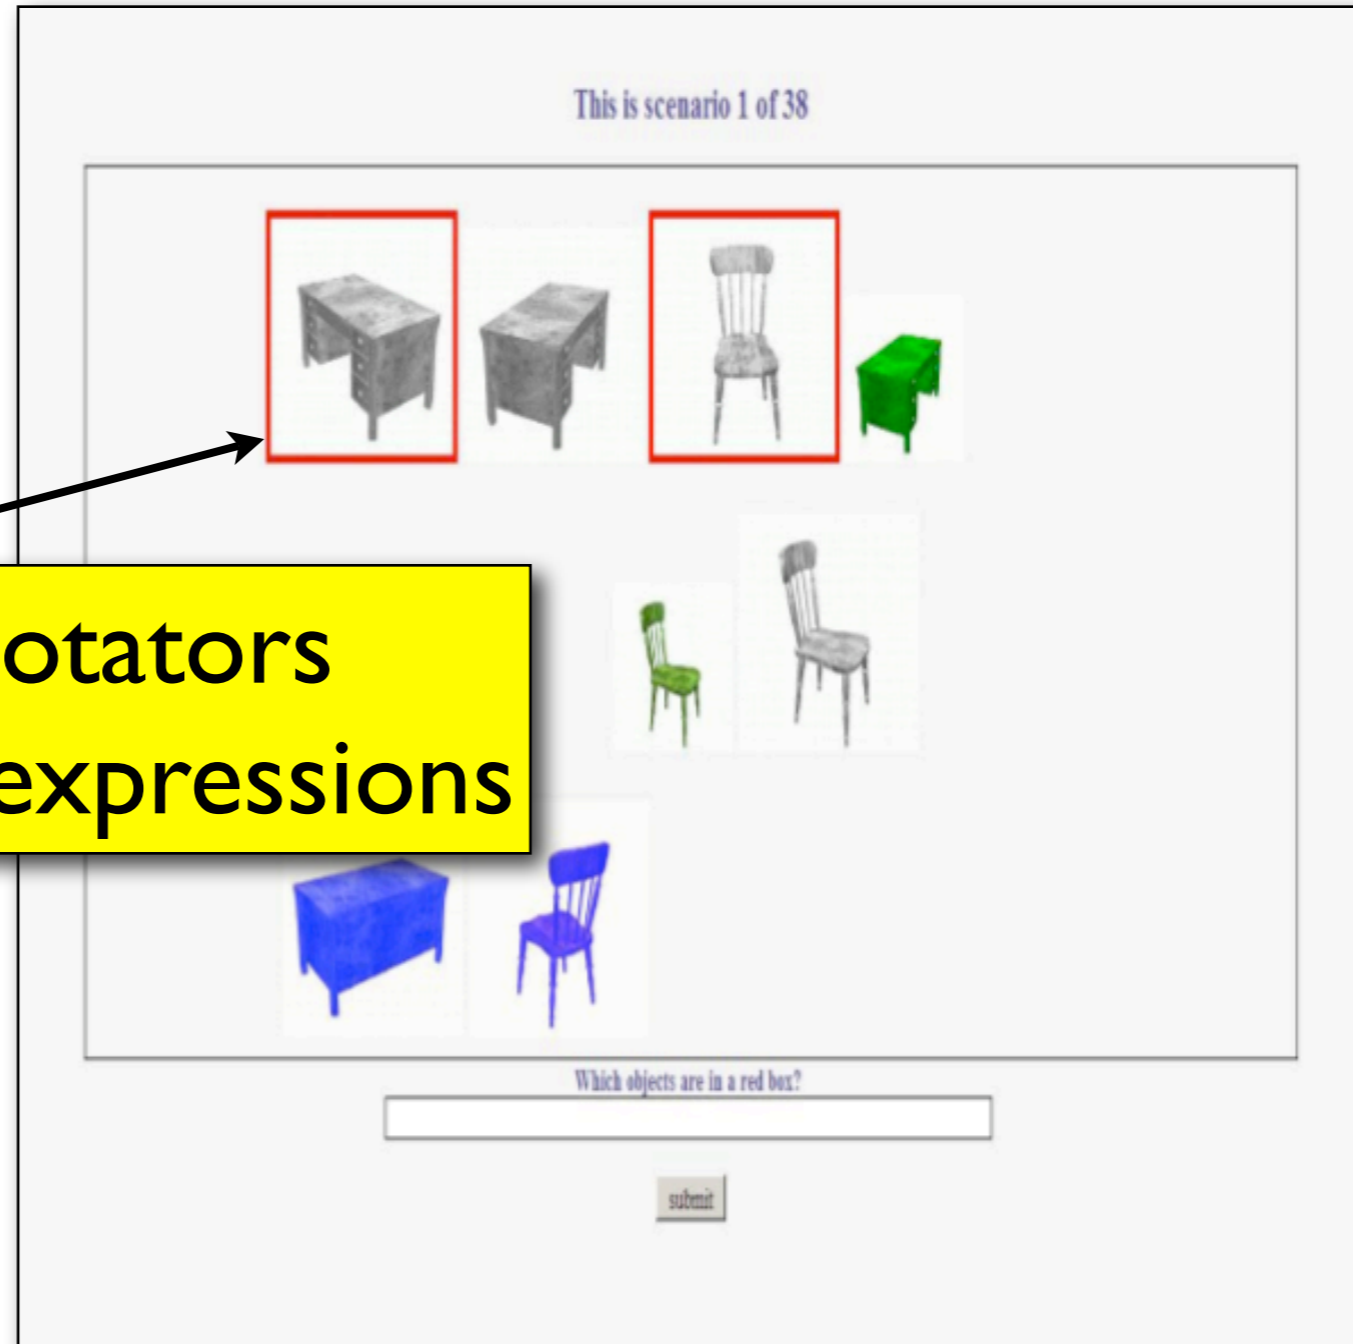 This is scenario 1 of 38
otators
expressions
Which objects are in a red box?
submit